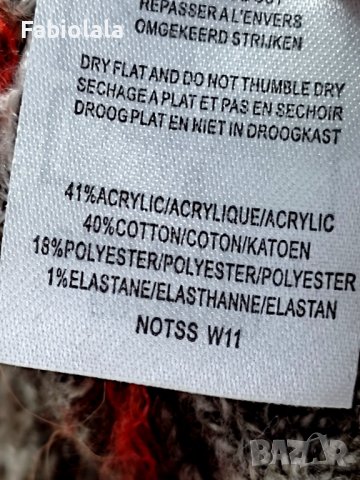 Fabiolala
REPASSER A L'ENVERS
OMGEKEERD STRIJKEN
DRY FLAT AND DO NOT THUMBLE DRY
SECHAGE A PLAT ET PAS EN SECHOIR
DROOG PLAT EN NIET IN DROOGKAST
41%ACRYLIC/ACRYLIQUE/ACRYLIC
40%COTTON/COTON/KATOEN
18%POLYESTER/POLYESTER/POLYESTER
1%ELASTANE/ELASTHANNE/ELASTAN
NOTSS W11
BAZAR